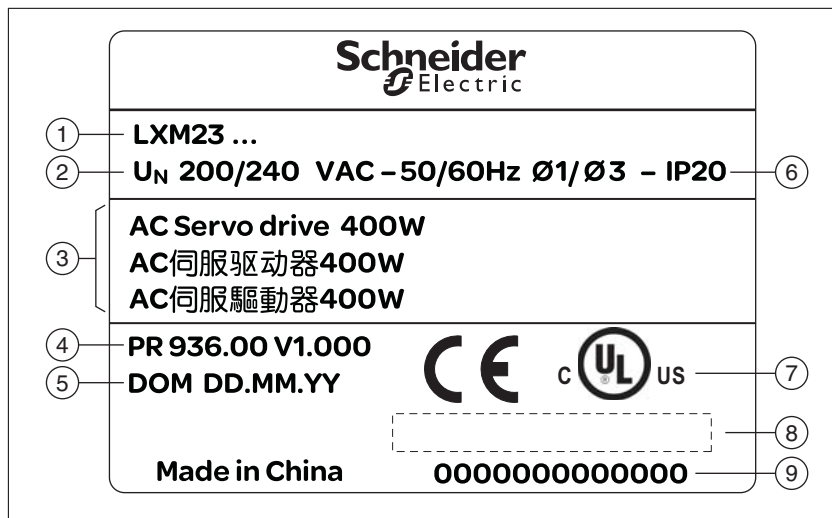 Schneider
Electric
1 LXM23 ...
2 UN 200/240 VAC – 50/60Hz Ø1/Ø3 – IP20 6
3 AC Servo drive 400W
AC伺服驱动器400W
AC伺服驅動器400W
4 PR 936.00 V1.000
5 DOM DD.MM.YY
CE C UL ® US 7
8
Made in China 0000000000000 9